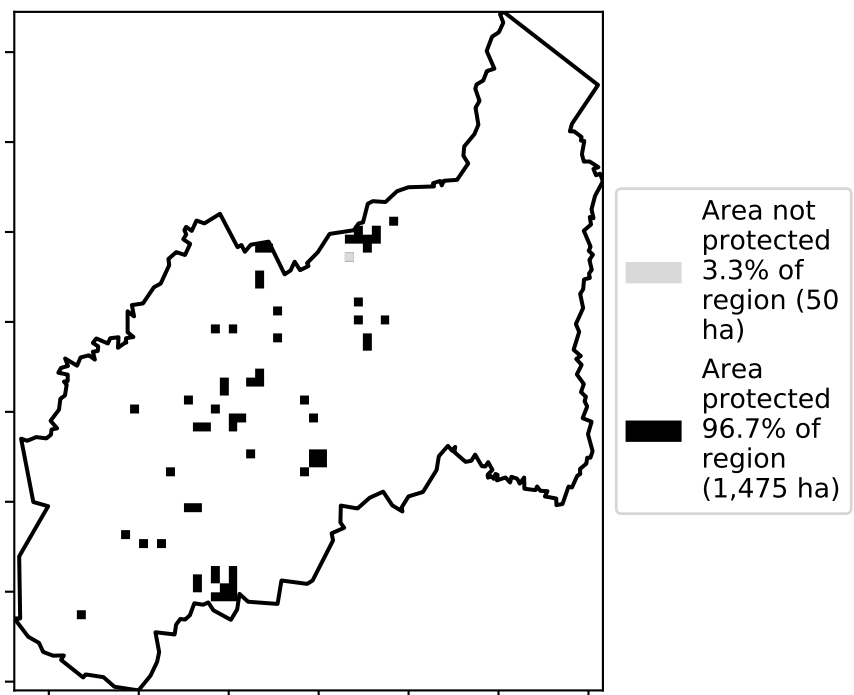 Area not
protected
3.3% of
region (50
ha)
Area
protected
96.7% of
region
(1,475 ha)